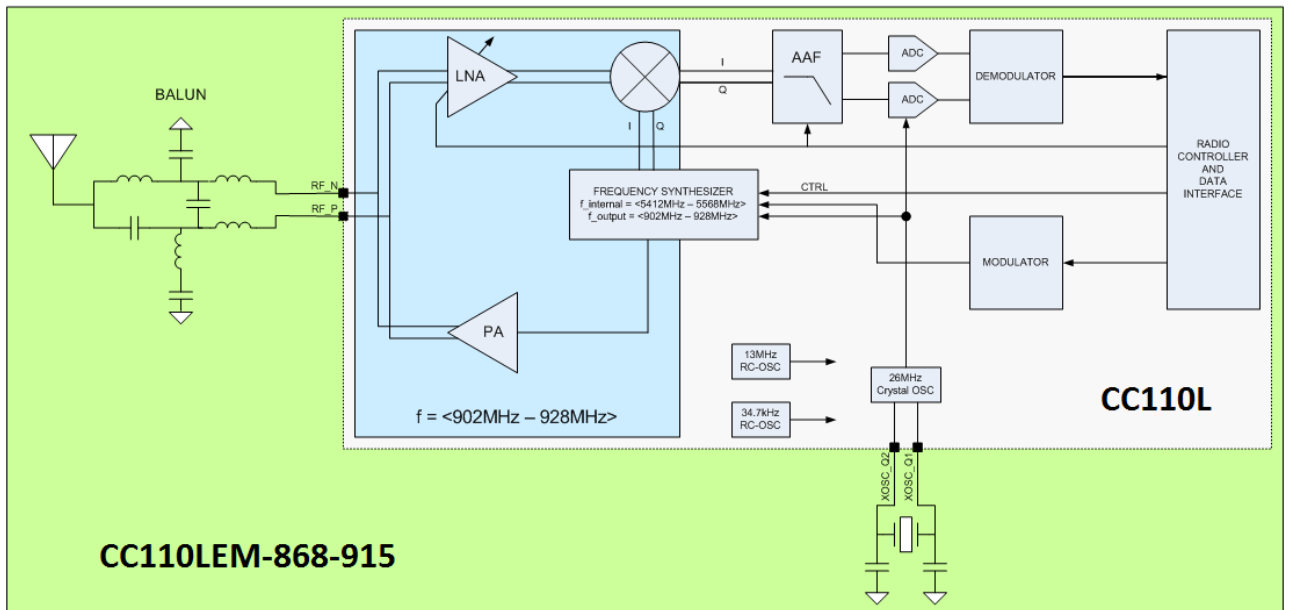 BALUN
RF_N
RF_P
LNA
I
Q
I
Q
AAF
ADC
ADC
DEMODULATOR
RADIO
CONTROLLER
AND
DATA
INTERFACE
FREQUENCY SYNTHESIZER
f_internal = <5412MHz – 5568MHz>
f_output = <902MHz – 928MHz>
CTRL
MODULATOR
PA
13MHz
RC-OSC
34.7kHz
RC-OSC
26MHz
Crystal OSC
f = <902MHz – 928MHz>
CC110L
XOSC_Q2
XOSC_Q1
CC110LEM-868-915